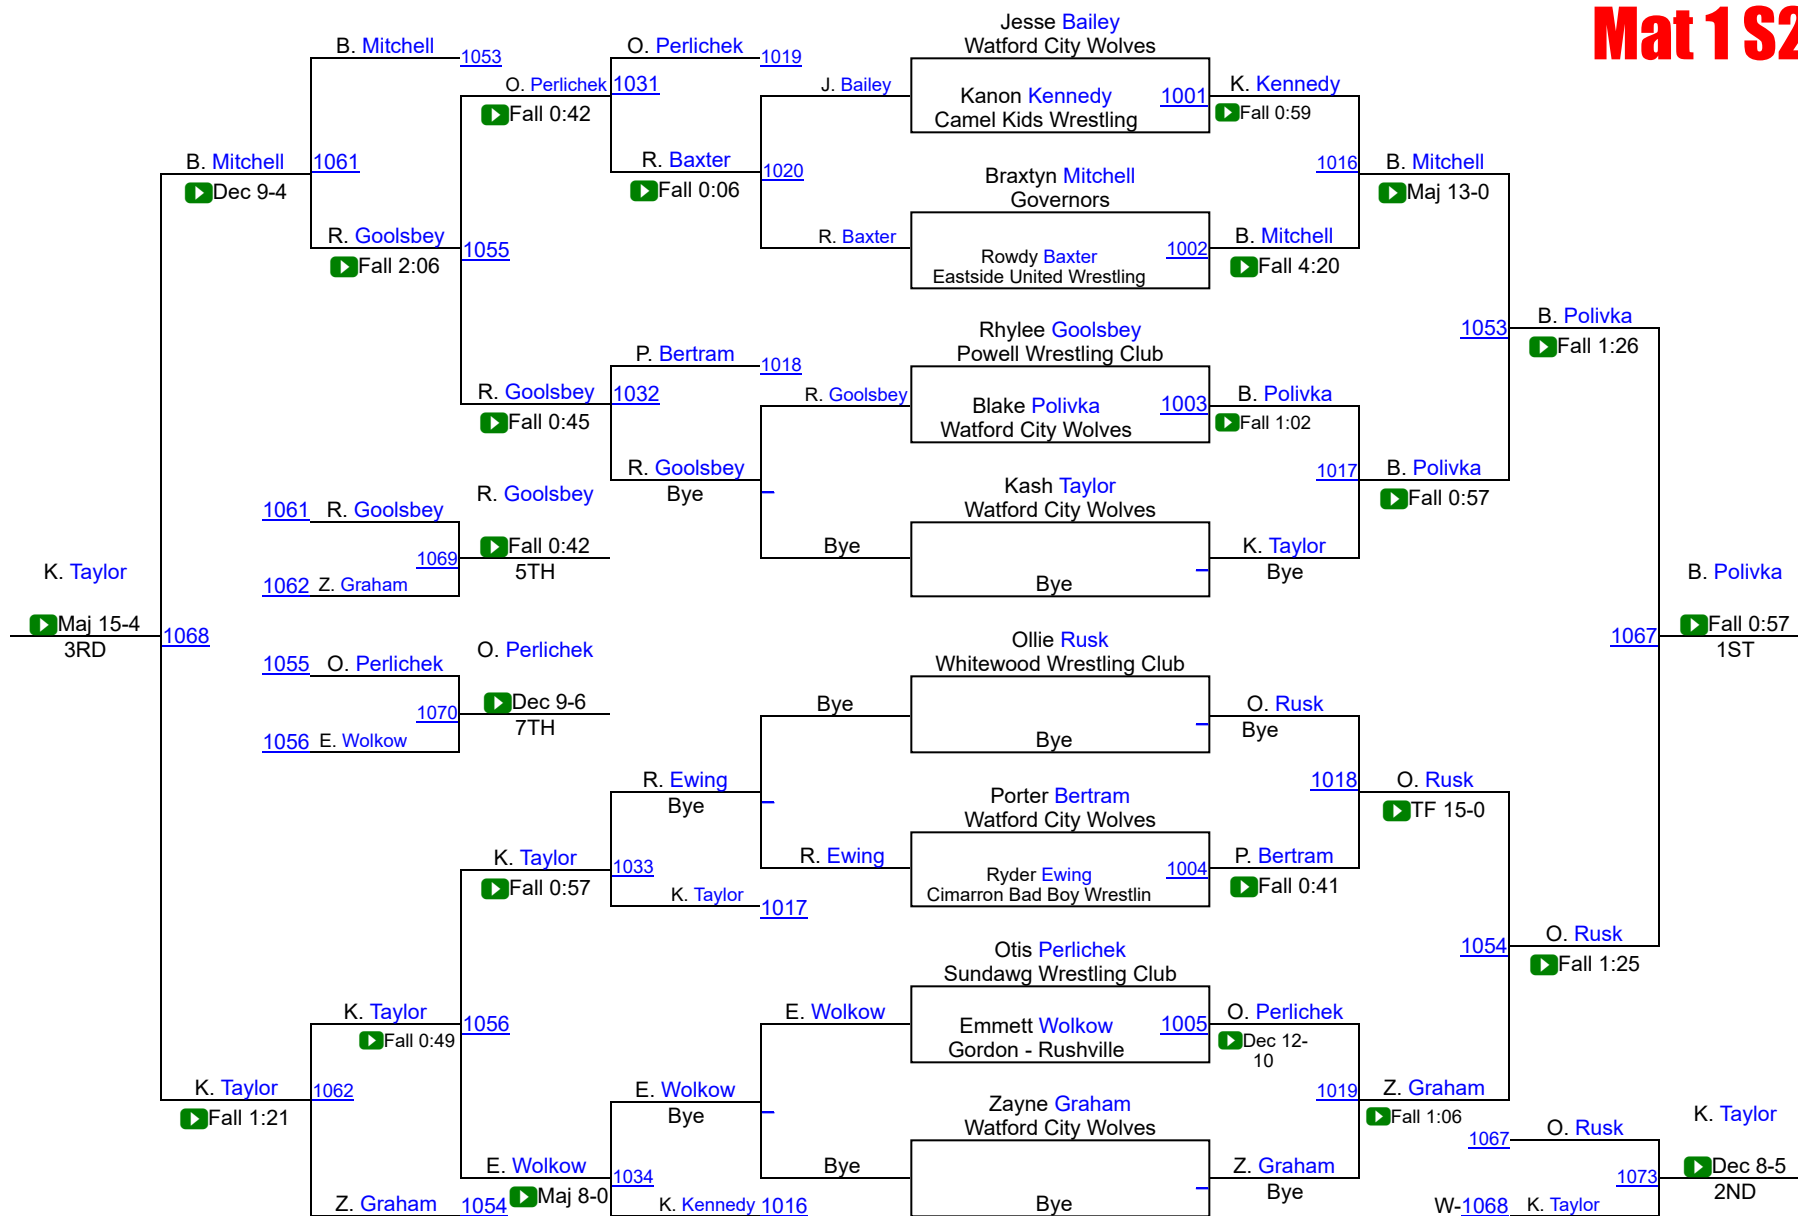 Mat 1 S2
Jesse Bailey
Watford City Wolves
B. Mitchell 1053
O. Perlichek 1019
O. Perlichek 1031
Fall 0:42
J. Bailey
Kanon Kennedy 1001
Camel Kids Wrestling
K. Kennedy
Fall 0:59
B. Mitchell 1061
Dec 9-4
R. Baxter 1020
Fall 0:06
Braxtyn Mitchell
Governors
1016 B. Mitchell
Maj 13-0
R. Goolsbey 1055
Fall 2:06
R. Baxter
Rowdy Baxter 1002
Eastside United Wrestling
B. Mitchell
Fall 4:20
Rhylee Goolsbey
Powell Wrestling Club
1053 B. Polivka
Fall 1:26
P. Bertram 1018
R. Goolsbey 1032
Fall 0:45
R. Goolsbey
Blake Polivka 1003
Watford City Wolves
B. Polivka
Fall 1:02
R. Goolsbey
Bye
Kash Taylor
Watford City Wolves
1017 B. Polivka
Fall 0:57
R. Goolsbey
1061 R. Goolsbey
1069 Fall 0:42
5TH
1062 Z. Graham
Bye
Bye
K. Taylor
Bye
K. Taylor
Maj 15-4
3RD
1068
B. Polivka
1067 Fall 0:57
1ST
Ollie Rusk
Whitewood Wrestling Club
1055 O. Perlichek
O. Perlichek
1070 Dec 9-6
7TH
1056 E. Wolkow
Bye
Bye
O. Rusk
Bye
R. Ewing
Bye
Porter Bertram
Watford City Wolves
1018 O. Rusk
TF 15-0
K. Taylor 1033
Fall 0:57
R. Ewing
Ryder Ewing 1004
Cimarron Bad Boy Wrestlin
P. Bertram
Fall 0:41
K. Taylor 1017
Otis Perlichek
Sundawg Wrestling Club
1054 O. Rusk
Fall 1:25
K. Taylor 1056
Fall 0:49
E. Wolkow
Emmett Wolkow 1005
Gordon - Rushville
O. Perlichek
Dec 12-
10
K. Taylor 1062
Fall 1:21
E. Wolkow
Bye
Zayne Graham
Watford City Wolves
1019 Z. Graham
Fall 1:06
K. Taylor
1067 O. Rusk
E. Wolkow 1034
Maj 8-0
Bye
Bye
Z. Graham
Bye
1073 Dec 8-5
2ND
Z. Graham 1054
K. Kennedy 1016
W-1068 K. Taylor